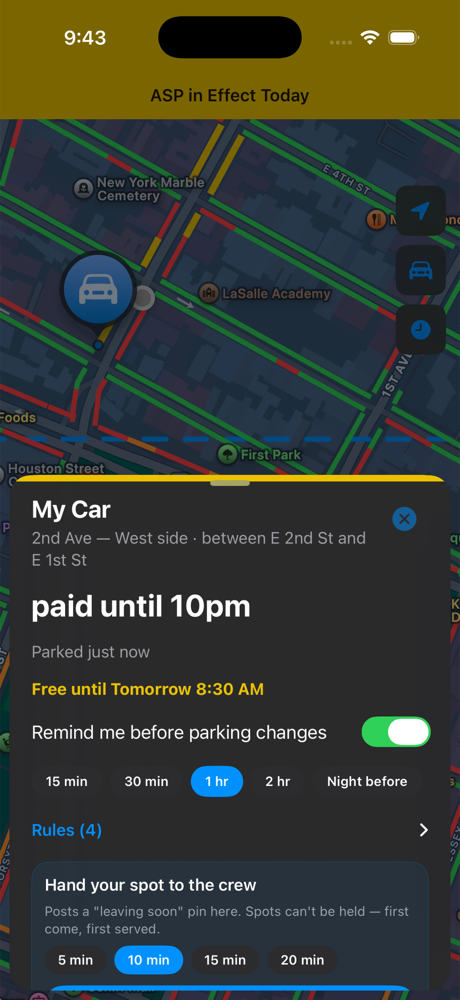 9:43
ASP in Effect Today
E 4TH ST
New York Marble
Cemetery
LaSalle Academy
1ST AVE
Foods
First Park
Houston Street
My Car
2nd Ave — West side · between E 2nd St and
E 1st St
paid until 10pm
Parked just now
Free until Tomorrow 8:30 AM
Remind me before parking changes
15 min
30 min
1 hr
2 hr
Night before
Rules (4)
Hand your spot to the crew
Posts a "leaving soon" pin here. Spots can't be held — first
come, first served.
5 min
10 min
15 min
20 min